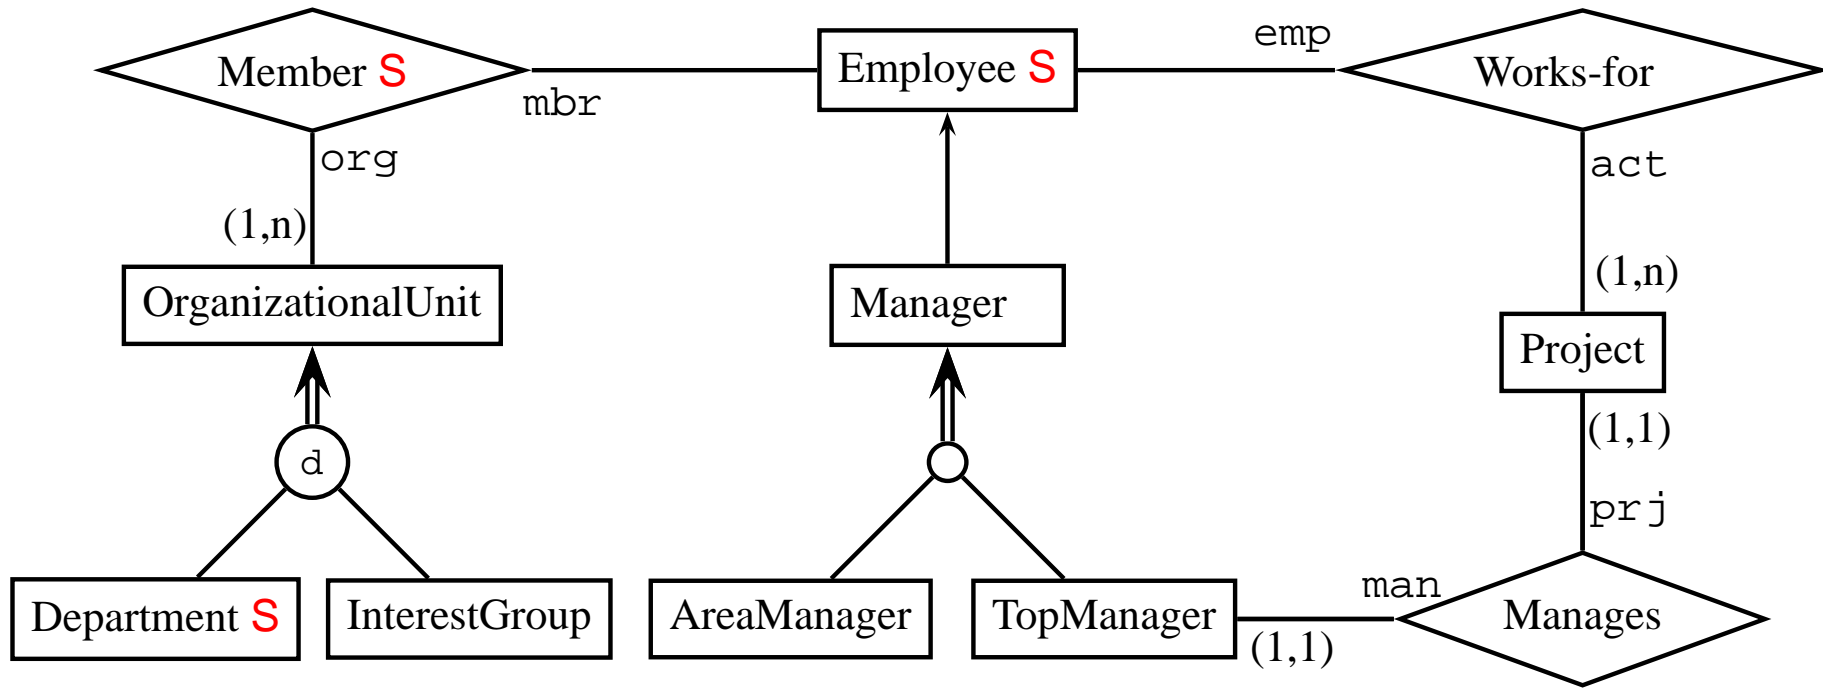 Member S
Employee S
emp
Works-for
mbr
org
act
(1,n)
(1,n)
OrganizationalUnit
Manager
Project
(1,1)
d
prj
man
Department S
InterestGroup
AreaManager
TopManager
(1,1)
Manages